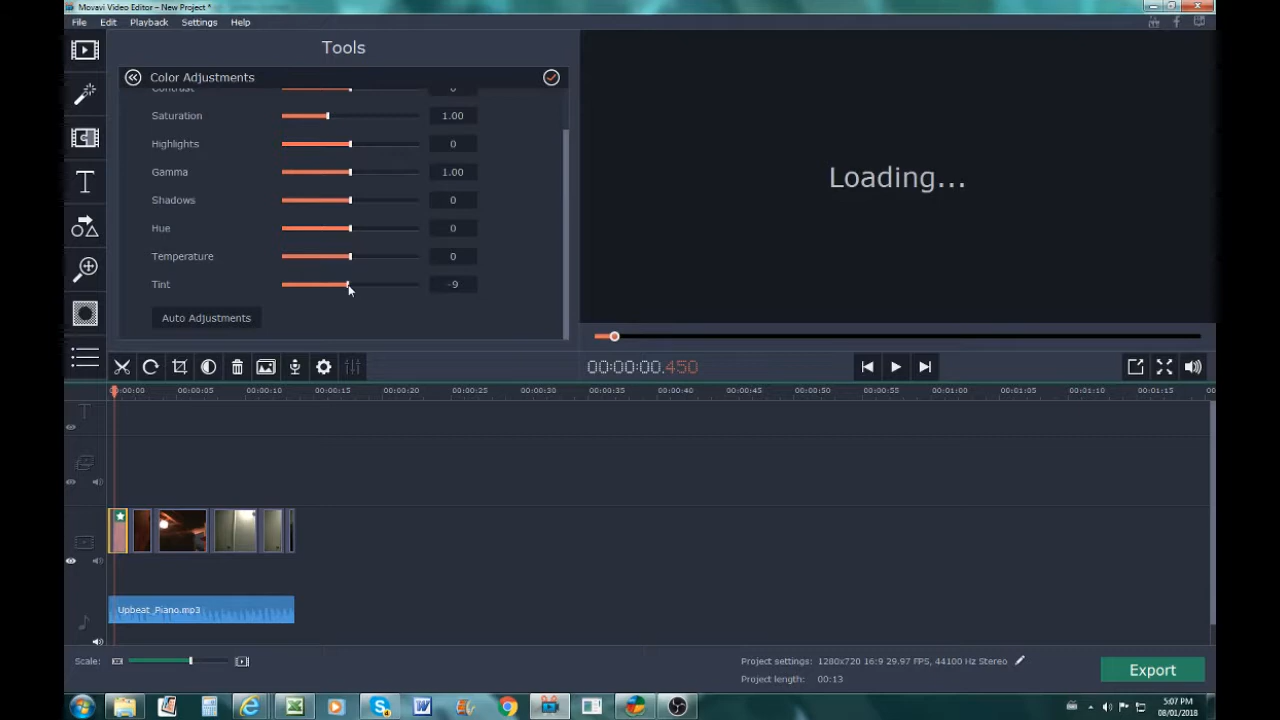 Movavi Video Editor – New Project *
File Edit Playback Settings Help
Tools
Color Adjustments
Contrast 0
Saturation 1.00
Highlights 0
Gamma 1.00
Shadows 0
Hue 0
Temperature 0
Tint -9
Auto Adjustments
Loading...
00:00:00.450
00:00:00 00:00:05 00:00:10 00:00:15 00:00:20 00:00:25 00:00:30 00:00:35 00:00:40 00:00:45 00:00:50 00:00:55 00:01:00 00:01:05 00:01:10 00:01:15 00
Upbeat_Piano.mp3
Scale:
Project settings: 1280x720 16:9 29.97 FPS, 44100 Hz Stereo
Project length: 00:13
Export
5:07 PM
08/01/2018